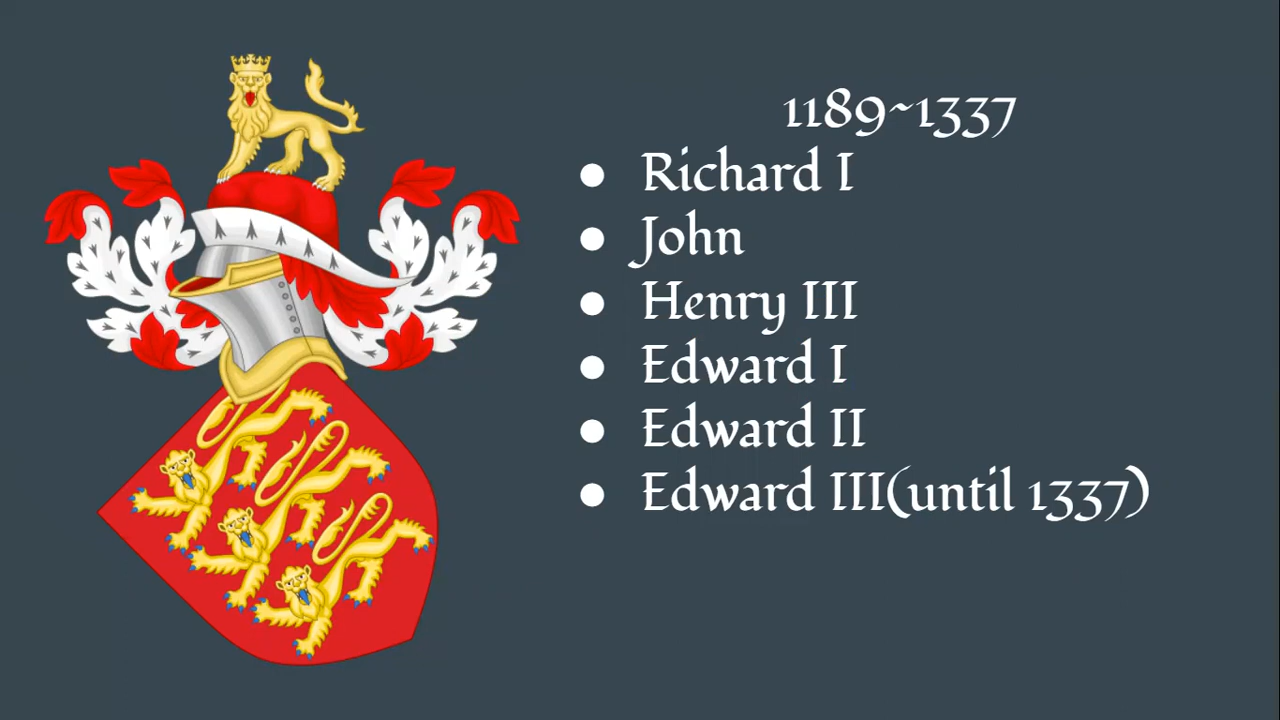 1189~1337
● Richard I
● John
● Henry III
● Edward I
● Edward II
● Edward III(until 1337)